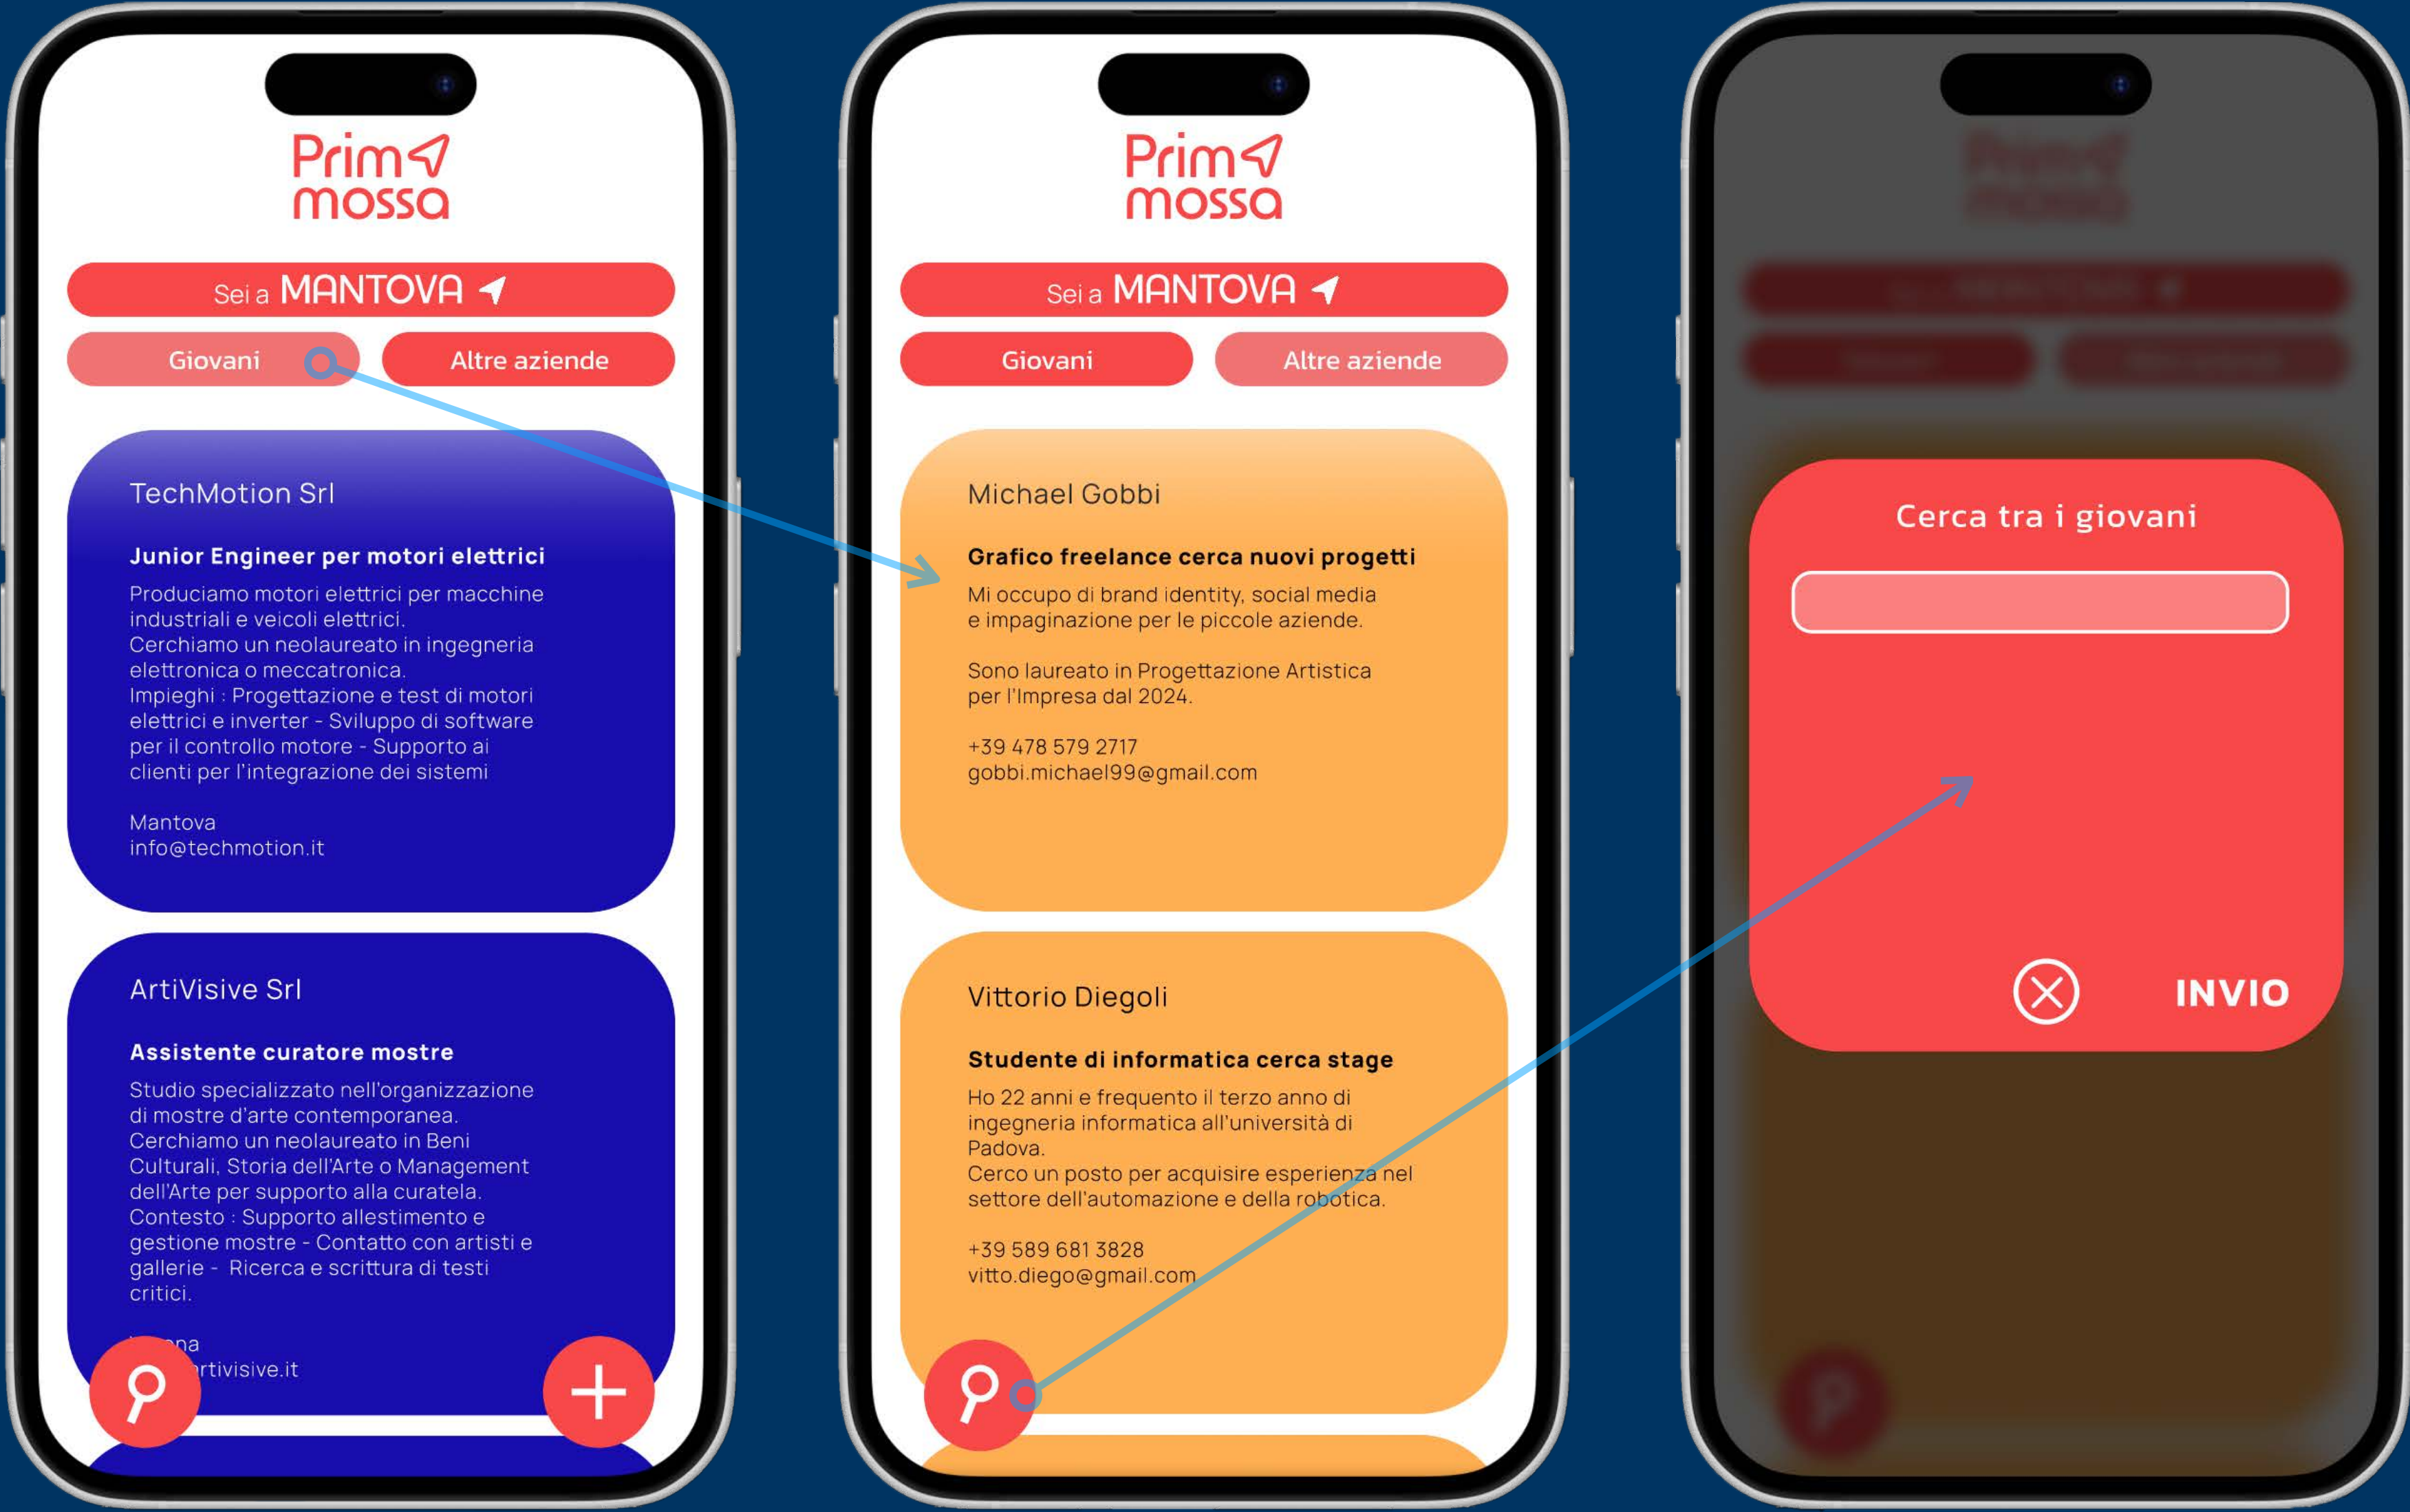 Prim
mossa
Sei a MANTOVA
Giovani
Altre aziende
TechMotion Srl
Junior Engineer per motori elettrici
Produciamo motori elettrici per macchine
industriali e veicoli elettrici.
Cerchiamo un neolaureato in ingegneria
elettronica o meccatronica.
Impieghi : Progettazione e test di motori
elettrici e inverter - Sviluppo di software
per il controllo motore - Supporto ai
clienti per l'integrazione dei sistemi
Mantova
info@techmotion.it
ArtiVisive Srl
Assistente curatore mostre
Studio specializzato nell'organizzazione
di mostre d'arte contemporanea.
Cerchiamo un neolaureato in Beni
Culturali, Storia dell'Arte o Management
dell'Arte per supporto alla curatela.
Contesto : Supporto allestimento e
gestione mostre - Contatto con artisti e
gallerie - Ricerca e scrittura di testi
critici.
na
rtivisive.it
Prim
mossa
Sei a MANTOVA
Giovani
Altre aziende
Michael Gobbi
Grafico freelance cerca nuovi progetti
Mi occupo di brand identity, social media
e impaginazione per le piccole aziende.
Sono laureato in Progettazione Artistica
per l'Impresa dal 2024.
+39 478 579 2717
gobbi.michael99@gmail.com
Vittorio Diegoli
Studente di informatica cerca stage
Ho 22 anni e frequento il terzo anno di
ingegneria informatica all'università di
Padova.
Cerco un posto per acquisire esperienza nel
settore dell'automazione e della robotica.
+39 589 681 3828
vitto.diego@gmail.com
Cerca tra i giovani
INVIO